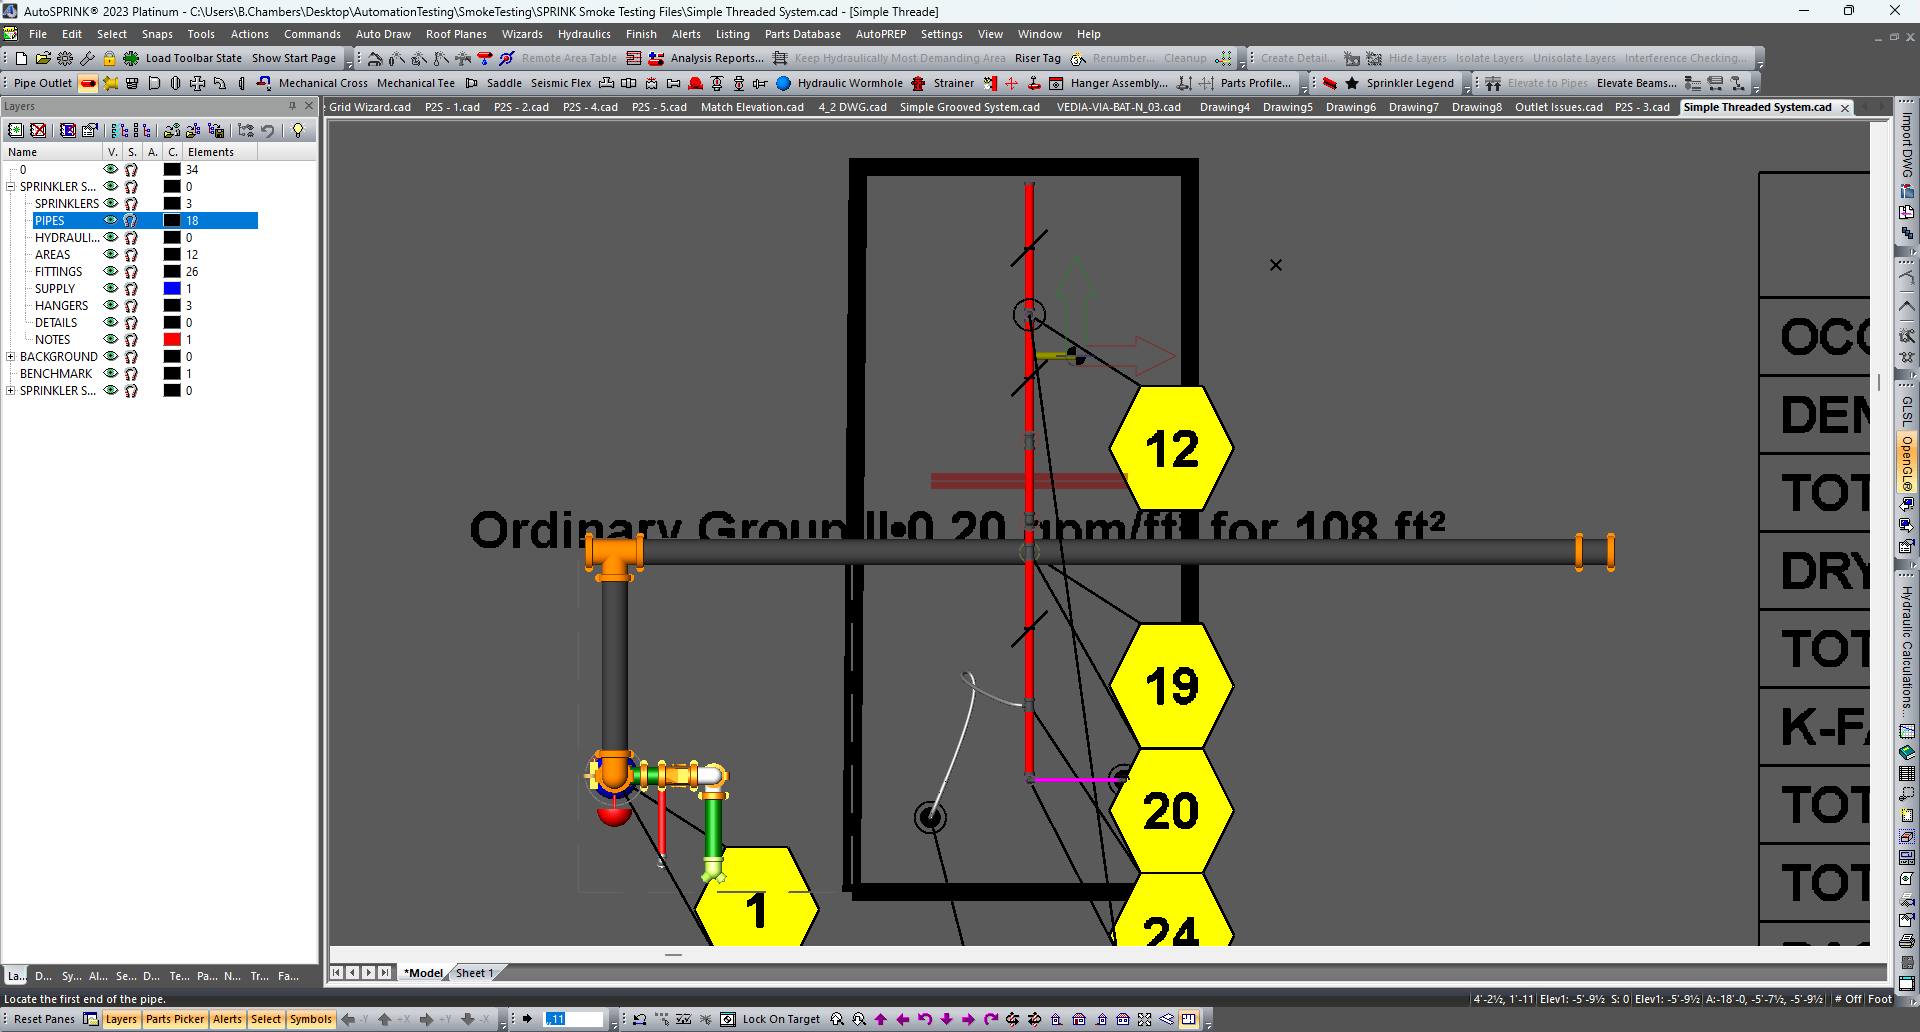 AutoSPRINK® 2023 Platinum - C:\Users\B.Chambers\Desktop\AutomationTesting\SmokeTesting\SPRINK Smoke Testing Files\Simple Threaded System.cad - [Simple Threade]
File Edit Select Snaps Tools Actions Commands Auto Draw Roof Planes Wizards Hydraulics Finish Alerts Listing Parts Database AutoPREP Settings View Window Help
Load Toolbar State Show Start Page Remote Area Table Analysis Reports... Keep Hydraulically Most Demanding Area Riser Tag Renumber... Cleanup Create Detail... Hide Layers Isolate Layers Unisolate Layers Interference Checking...
Pipe Outlet Mechanical Cross Mechanical Tee Saddle Seismic Flex Hydraulic Wormhole Strainer Hanger Assembly... Parts Profile... Sprinkler Legend Elevate to Pipes Elevate Beams...
Layers
Grid Wizard.cad P2S - 1.cad P2S - 2.cad P2S - 4.cad P2S - 5.cad Match Elevation.cad 4_2 DWG.cad Simple Grooved System.cad VEDIA-VIA-BAT-N_03.cad Drawing4 Drawing5 Drawing6 Drawing7 Drawing8 Outlet Issues.cad P2S - 3.cad Simple Threaded System.cad
Name V. S. A. C. Elements
0 34
SPRINKLER S... 0
SPRINKLERS 3
PIPES 18
HYDRAULI... 0
AREAS 12
FITTINGS 26
SUPPLY 1
HANGERS 3
DETAILS 0
NOTES 1
BACKGROUND 0
BENCHMARK 1
SPRINKLER S... 0
Import DWG
GLSL
OpenGL®
Hydraulic Calculations...
12
Ordinary Group II•0.20 gpm/ft² for 108 ft²
19
20
24
1
OCC
DEM
TOT
DRY
TOT
K-FA
TOT
TOT
La... D... Sy... Al... Se... D... Te... Pa... N... Tr... Fa...
*Model Sheet 1
Locate the first end of the pipe.
4'-2½, 1'-11 Elev1: -5'-9½ S: 0 Elev1: -5'-9½ A:-18'-0, -5'-7½, -5'-9½ # Off Foot
Reset Panes Layers Parts Picker Alerts Select Symbols -Y +X +Y -X .11 Lock On Target